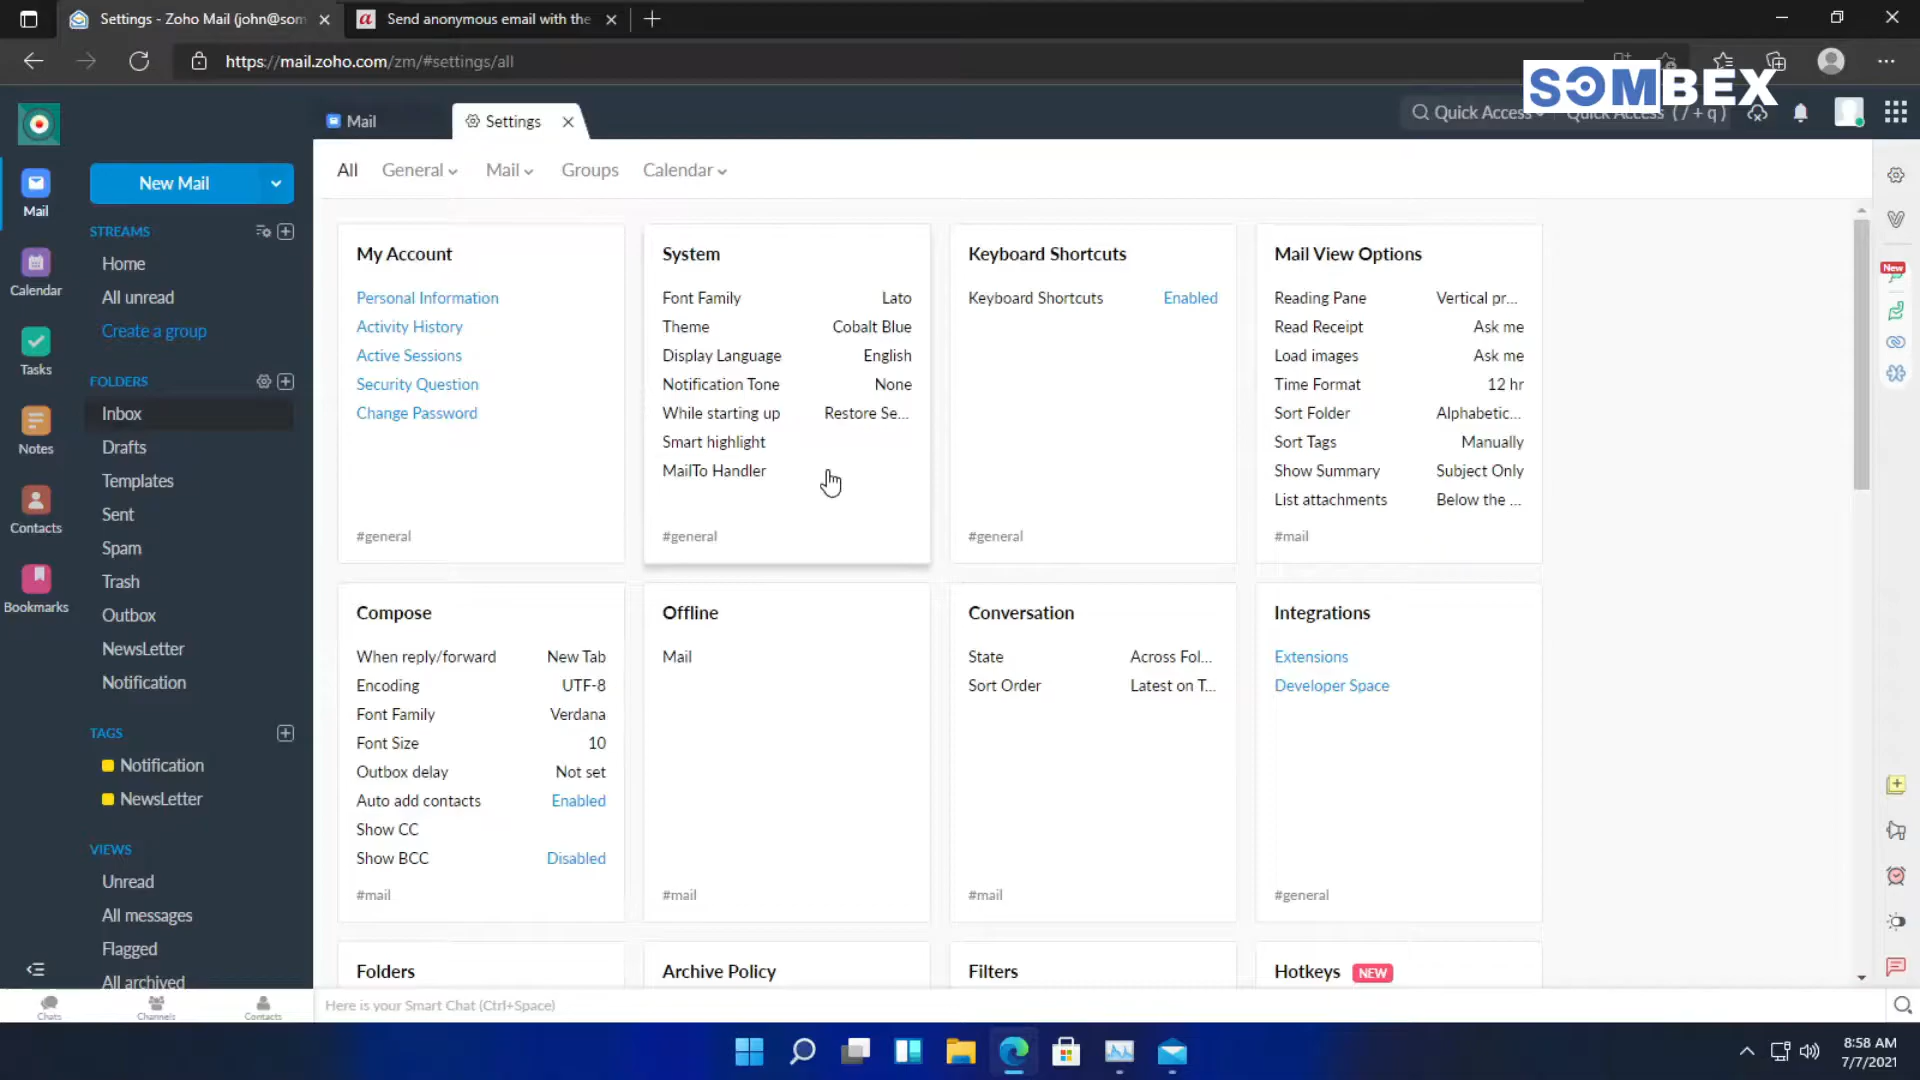 Settings - Zoho Mail (john@som
Send anonymous email with the
https://mail.zoho.com/zm/#settings/all
SOMBEX
Mail
Settings
Quick Access
Quick Access ( / + q )
All
General
Mail
Groups
Calendar
Mail
Calendar
Tasks
Notes
Contacts
Bookmarks
New Mail
STREAMS
Home
All unread
Create a group
FOLDERS
Inbox
Drafts
Templates
Sent
Spam
Trash
Outbox
NewsLetter
Notification
TAGS
Notification
NewsLetter
VIEWS
Unread
All messages
Flagged
All archived
My Account
Personal Information
Activity History
Active Sessions
Security Question
Change Password
#general
System
Font Family Lato
Theme Cobalt Blue
Display Language English
Notification Tone None
While starting up Restore Se...
Smart highlight
MailTo Handler
#general
Keyboard Shortcuts
Keyboard Shortcuts Enabled
#general
Mail View Options
Reading Pane Vertical pr...
Read Receipt Ask me
Load images Ask me
Time Format 12 hr
Sort Folder Alphabetic...
Sort Tags Manually
Show Summary Subject Only
List attachments Below the ...
#mail
Compose
When reply/forward New Tab
Encoding UTF-8
Font Family Verdana
Font Size 10
Outbox delay Not set
Auto add contacts Enabled
Show CC
Show BCC Disabled
#mail
Offline
Mail
#mail
Conversation
State Across Fol...
Sort Order Latest on T...
#mail
Integrations
Extensions
Developer Space
#general
Folders
Archive Policy
Filters
Hotkeys NEW
New
Chats
Channels
Contacts
Here is your Smart Chat (Ctrl+Space)
8:58 AM
7/7/2021